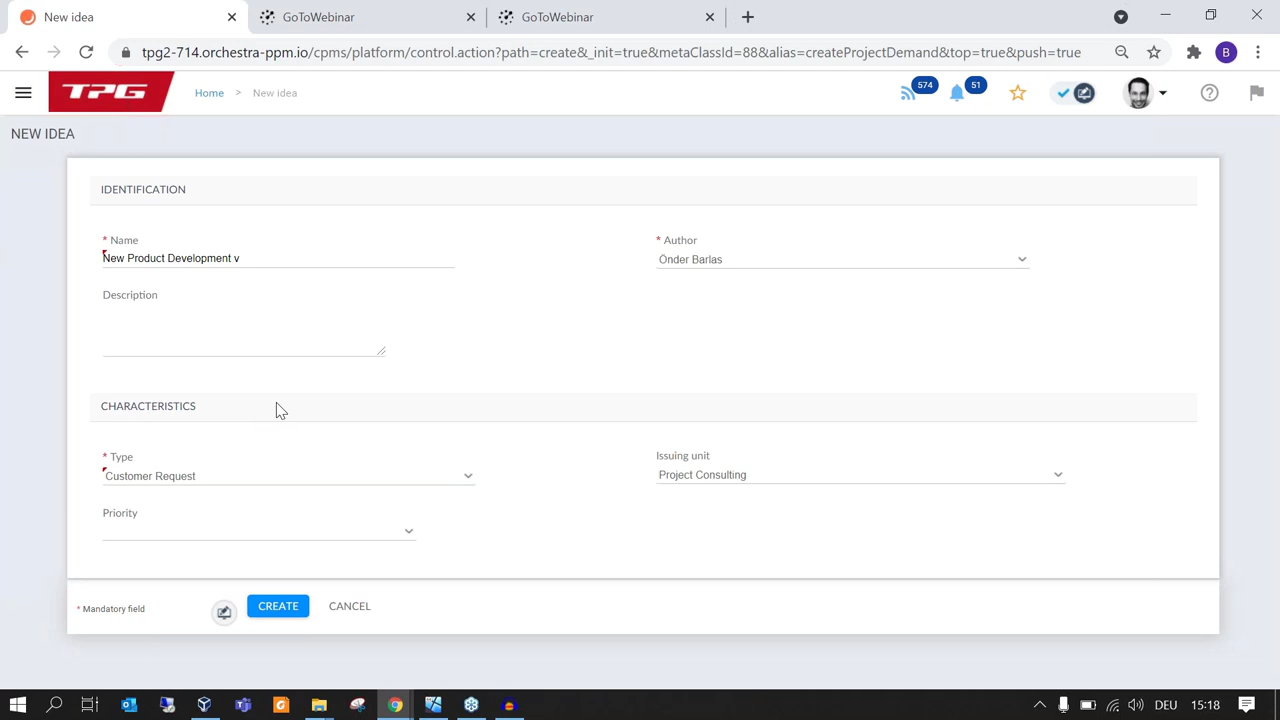 New idea
GoToWebinar
GoToWebinar
tpg2-714.orchestra-ppm.io/cpms/platform/control.action?path=create&_init=true&metaClassId=88&alias=createProjectDemand&top=true&push=true
B
TPG
Home > New idea
574
51
NEW IDEA
IDENTIFICATION
* Name
New Product Development v
* Author
Önder Barlas
Description
CHARACTERISTICS
* Type
Customer Request
Issuing unit
Project Consulting
Priority
* Mandatory field
CREATE
CANCEL
DEU
15:18